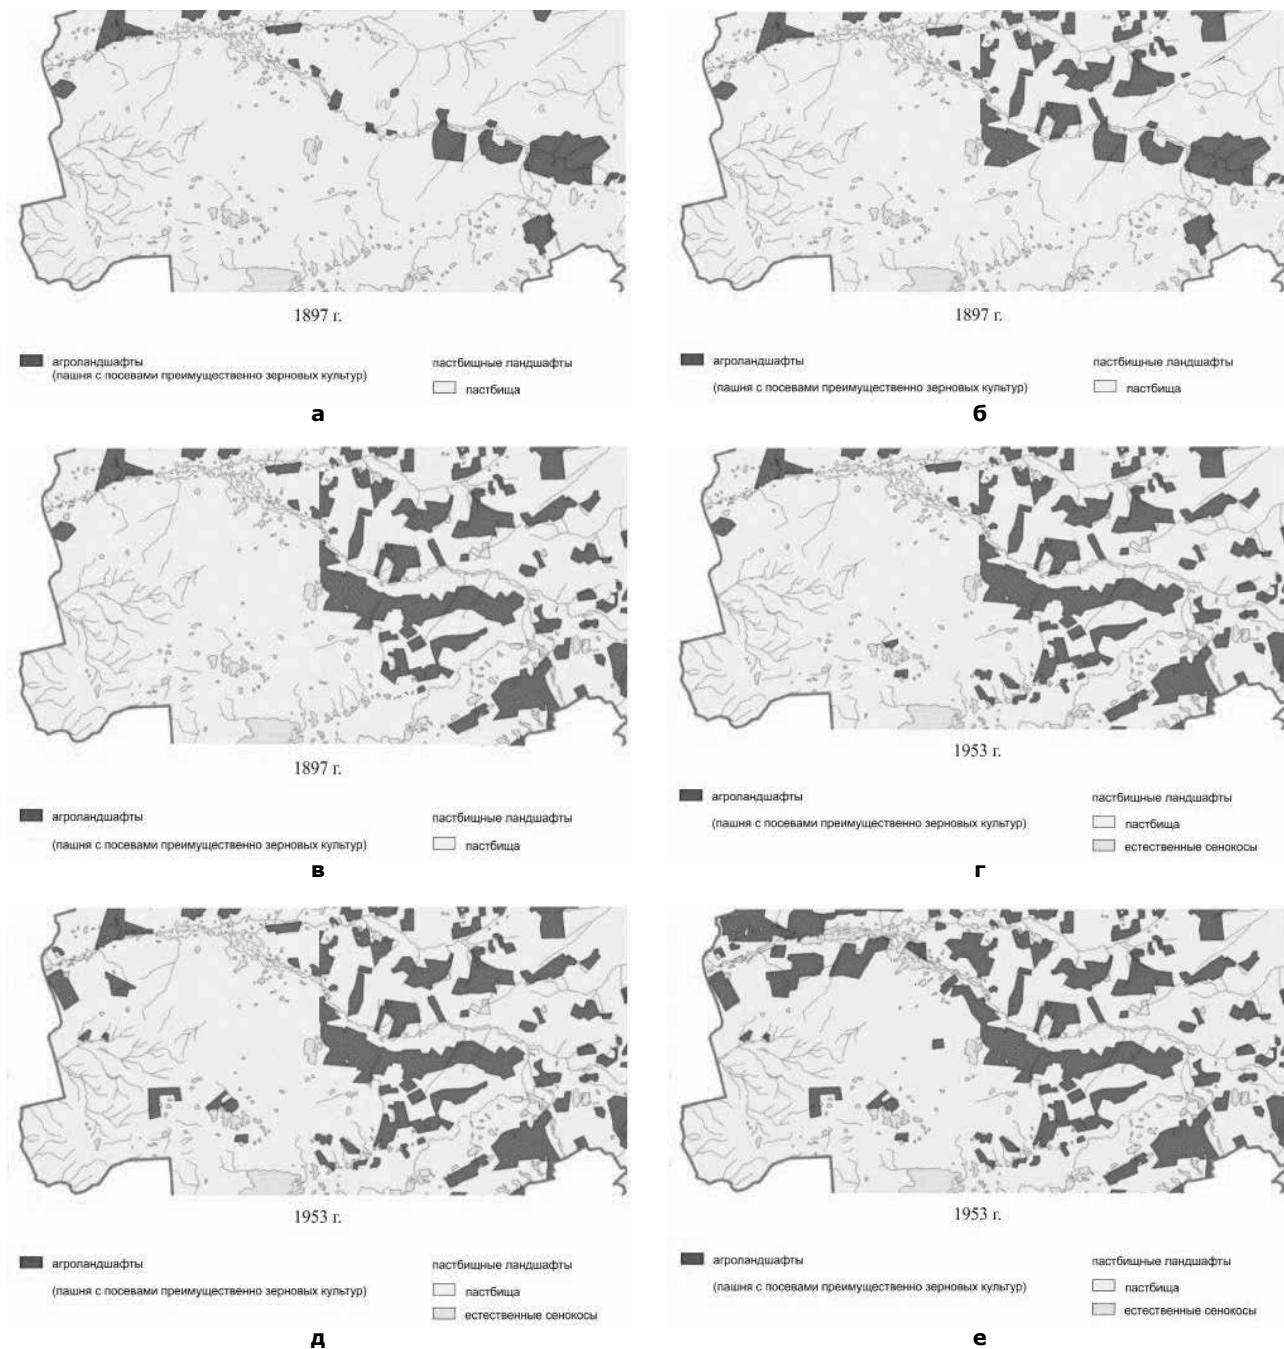 1897 г.
агроландшафты
(пашня с посевами преимущественно зерновых культур)
пастбищные ландшафты
пастбища
а
1897 г.
агроландшафты
(пашня с посевами преимущественно зерновых культур)
пастбищные ландшафты
пастбища
б
1897 г.
агроландшафты
(пашня с посевами преимущественно зерновых культур)
пастбищные ландшафты
пастбища
в
1953 г.
агроландшафты
(пашня с посевами преимущественно зерновых культур)
пастбищные ландшафты
пастбища
естественные сенокосы
г
1953 г.
агроландшафты
(пашня с посевами преимущественно зерновых культур)
пастбищные ландшафты
пастбища
естественные сенокосы
д
1953 г.
агроландшафты
(пашня с посевами преимущественно зерновых культур)
пастбищные ландшафты
пастбища
естественные сенокосы
е